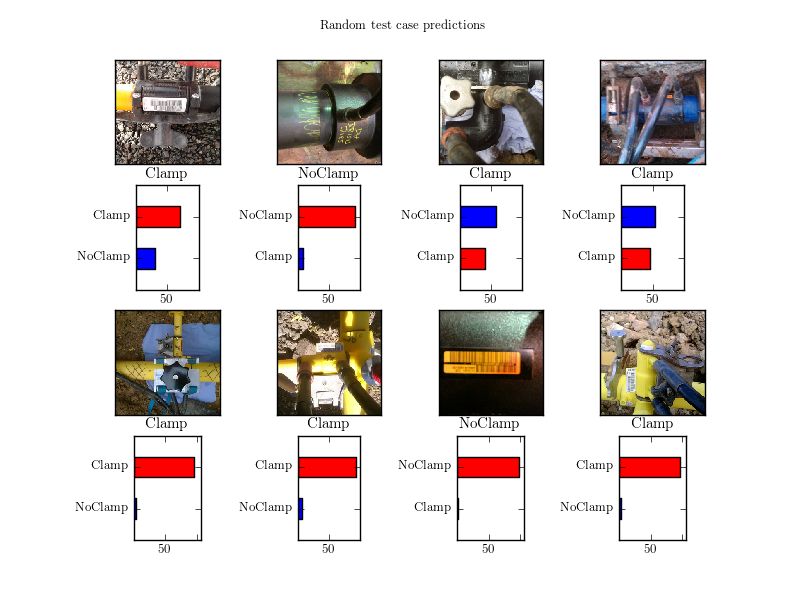 Random test case predictions
Clamp NoClamp Clamp Clamp
Clamp NoClamp NoClamp NoClamp
NoClamp Clamp Clamp Clamp
50 50 50 50
Clamp Clamp NoClamp Clamp
Clamp Clamp NoClamp Clamp
NoClamp NoClamp Clamp NoClamp
50 50 50 50